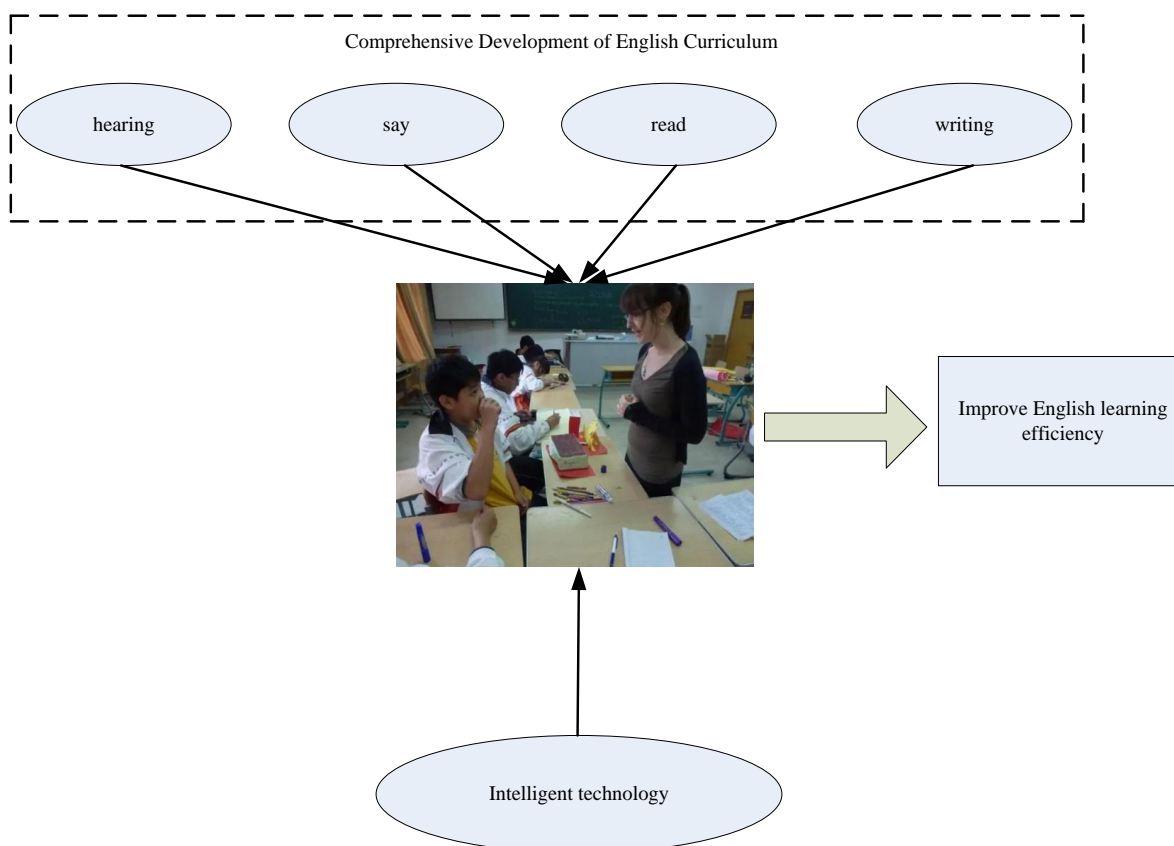 Comprehensive Development of English Curriculum
hearing
say
read
writing
Improve English learning
efficiency
Intelligent technology